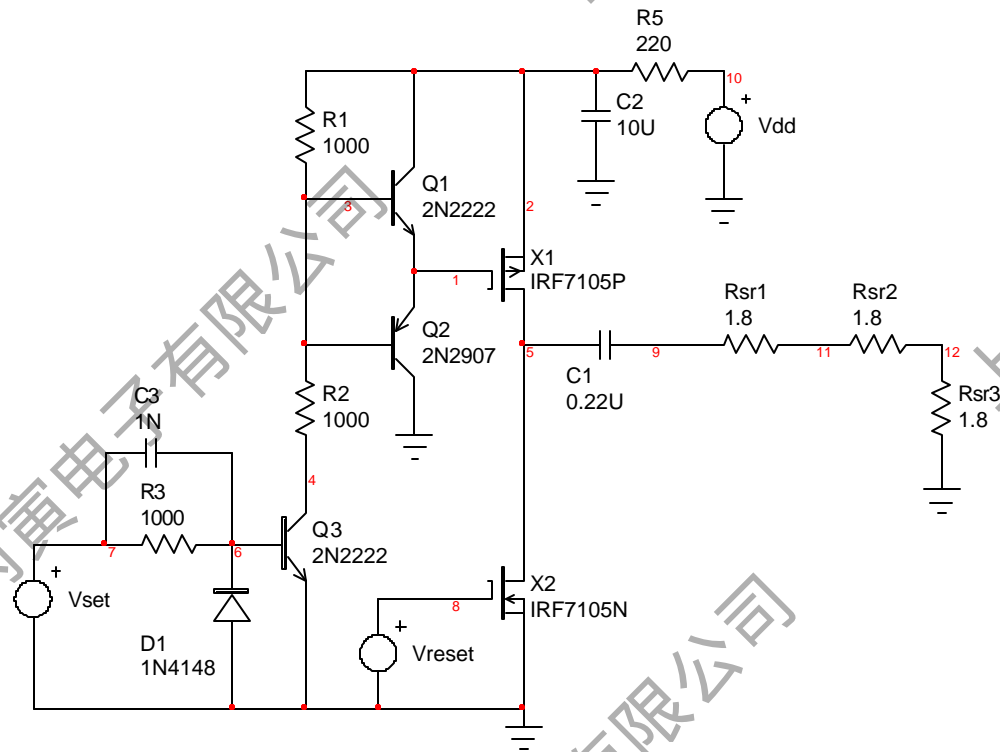 R5
220
10
C2
10U
Vdd
R1
1000
Q1
2N2222
3
2
X1
IRF7105P
1
Q2
2N2907
Rsr1
1.8
Rsr2
1.8
5
9
11
12
C1
0.22U
Rsr3
1.8
C3
1N
R2
1000
4
R3
1000
Q3
2N2222
7
6
Vset
X2
IRF7105N
8
D1
1N4148
Vreset
寅电子有限公司
有限公司